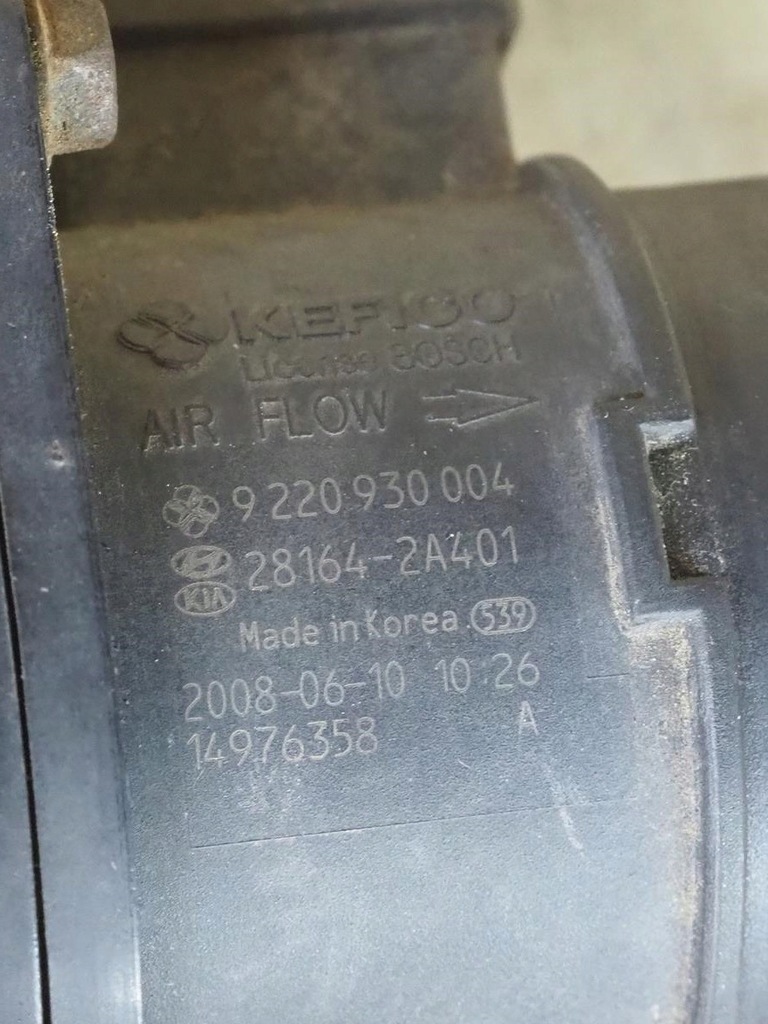 KEFICO
License BOSCH
AIR FLOW
9 220 930 004
28164-2A401
KIA
Made in Korea 539
2008-06-10 10:26
14976358 A